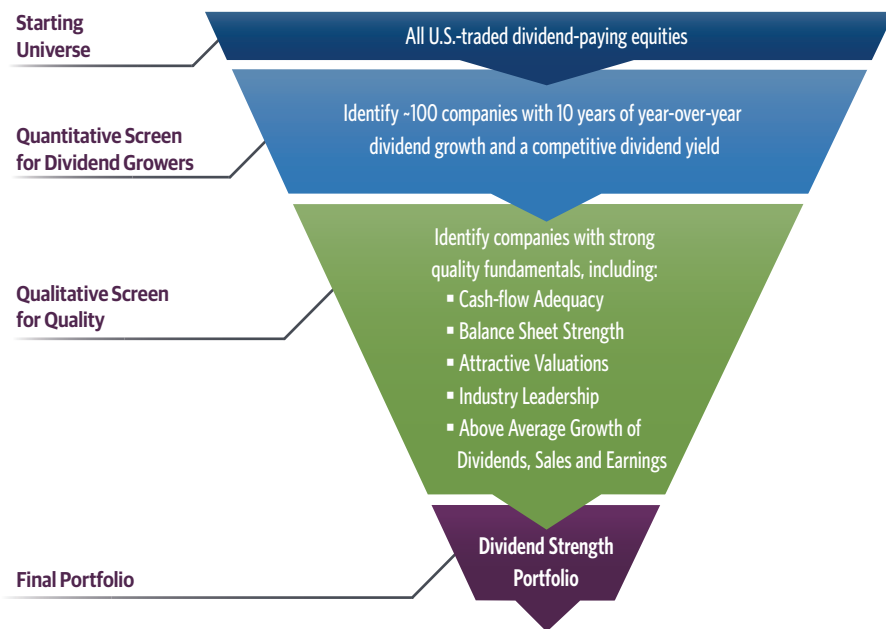 Starting
Universe
All U.S.-traded dividend-paying equities
Quantitative Screen
for Dividend Growers
Identify ~100 companies with 10 years of year-over-year
dividend growth and a competitive dividend yield
Qualitative Screen
for Quality
Identify companies with strong
quality fundamentals, including:
▪ Cash-flow Adequacy
▪ Balance Sheet Strength
▪ Attractive Valuations
▪ Industry Leadership
▪ Above Average Growth of
Dividends, Sales and Earnings
Final Portfolio
Dividend Strength
Portfolio